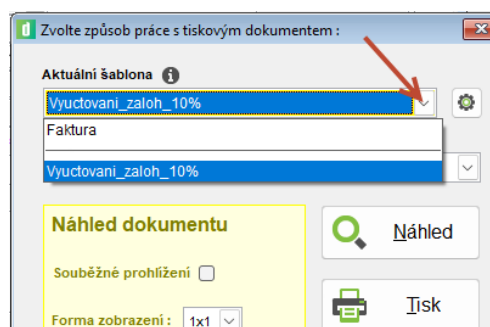 Zvolte způsob práce s tiskovým dokumentem :
Aktuální šablona
Vyuctovani_zaloh_10%
Faktura
Vyuctovani_zaloh_10%
Náhled dokumentu
Náhled
Souběžné prohlížení
Tisk
Forma zobrazení : 1x1